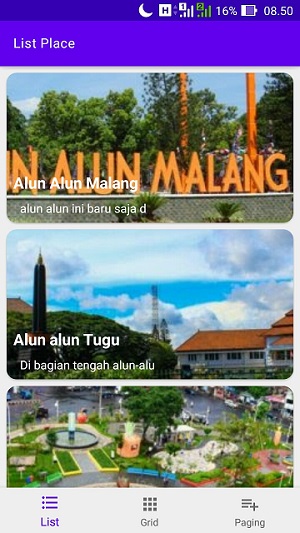 16% 08.50
List Place
N ALUN MALANG
Alun Alun Malang
alun alun ini baru saja d
Alun alun Tugu
Di bagian tengah alun-alu
List Grid Paging